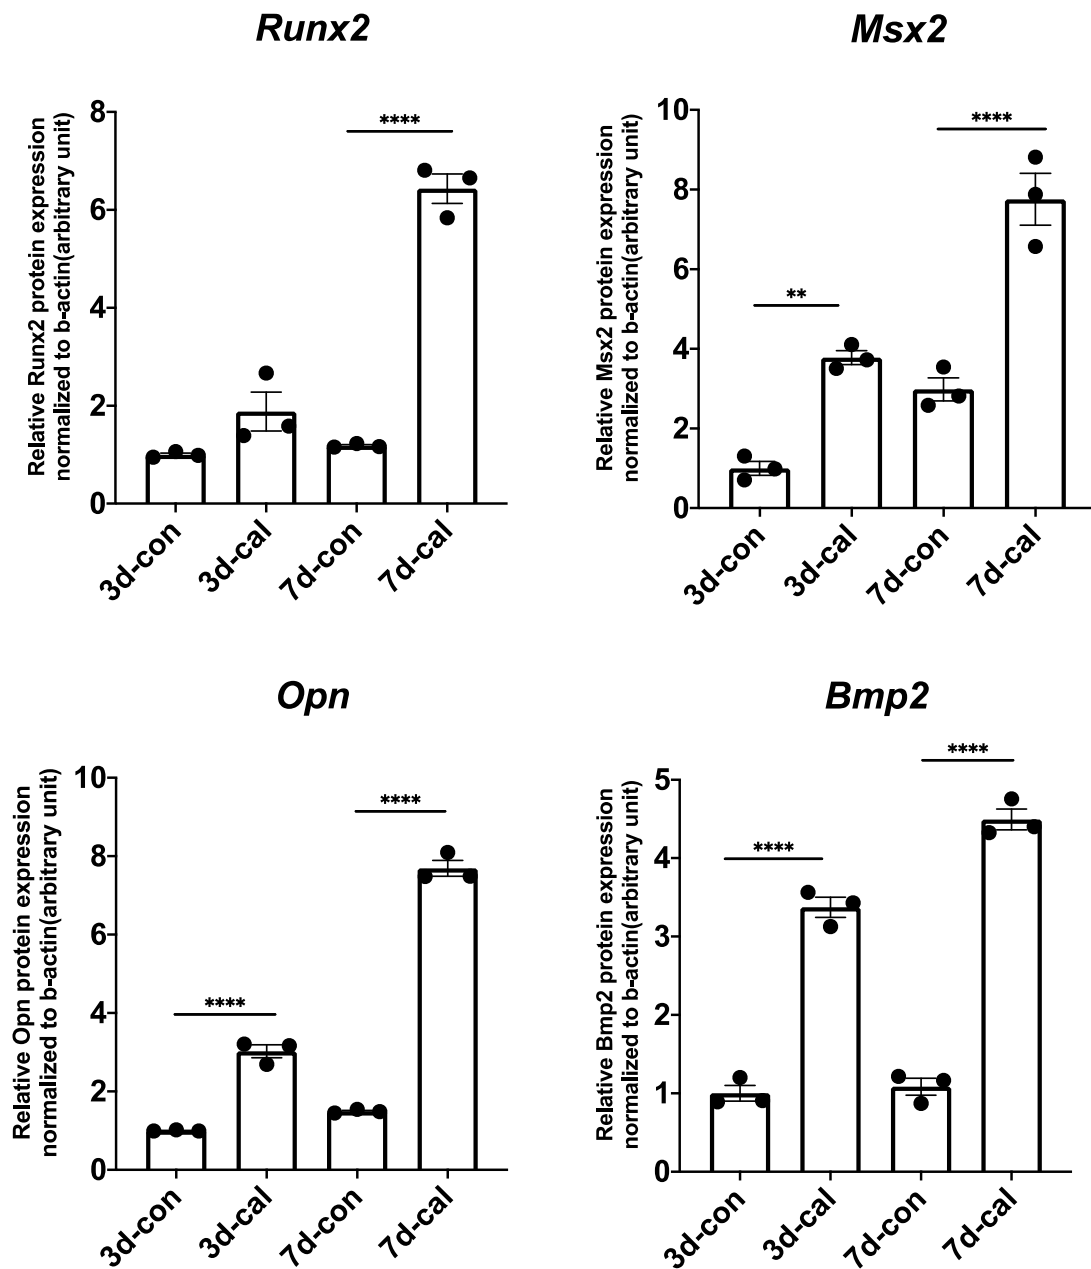 Runx2
Relative Runx2 protein expression
normalized to b-actin(arbitrary unit)
8
6
4
2
0
****
3d-con
3d-cal
7d-con
7d-cal
Msx2
Relative Msx2 protein expression
normalized to b-actin(arbitrary unit)
10
8
6
4
2
0
**
****
3d-con
3d-cal
7d-con
7d-cal
Opn
Relative Opn protein expression
normalized to b-actin(arbitrary unit)
10
8
6
4
2
0
****
****
3d-con
3d-cal
7d-con
7d-cal
Bmp2
Relative Bmp2 protein expression
normalized to b-actin(arbitrary unit)
5
4
3
2
1
0
****
****
3d-con
3d-cal
7d-con
7d-cal